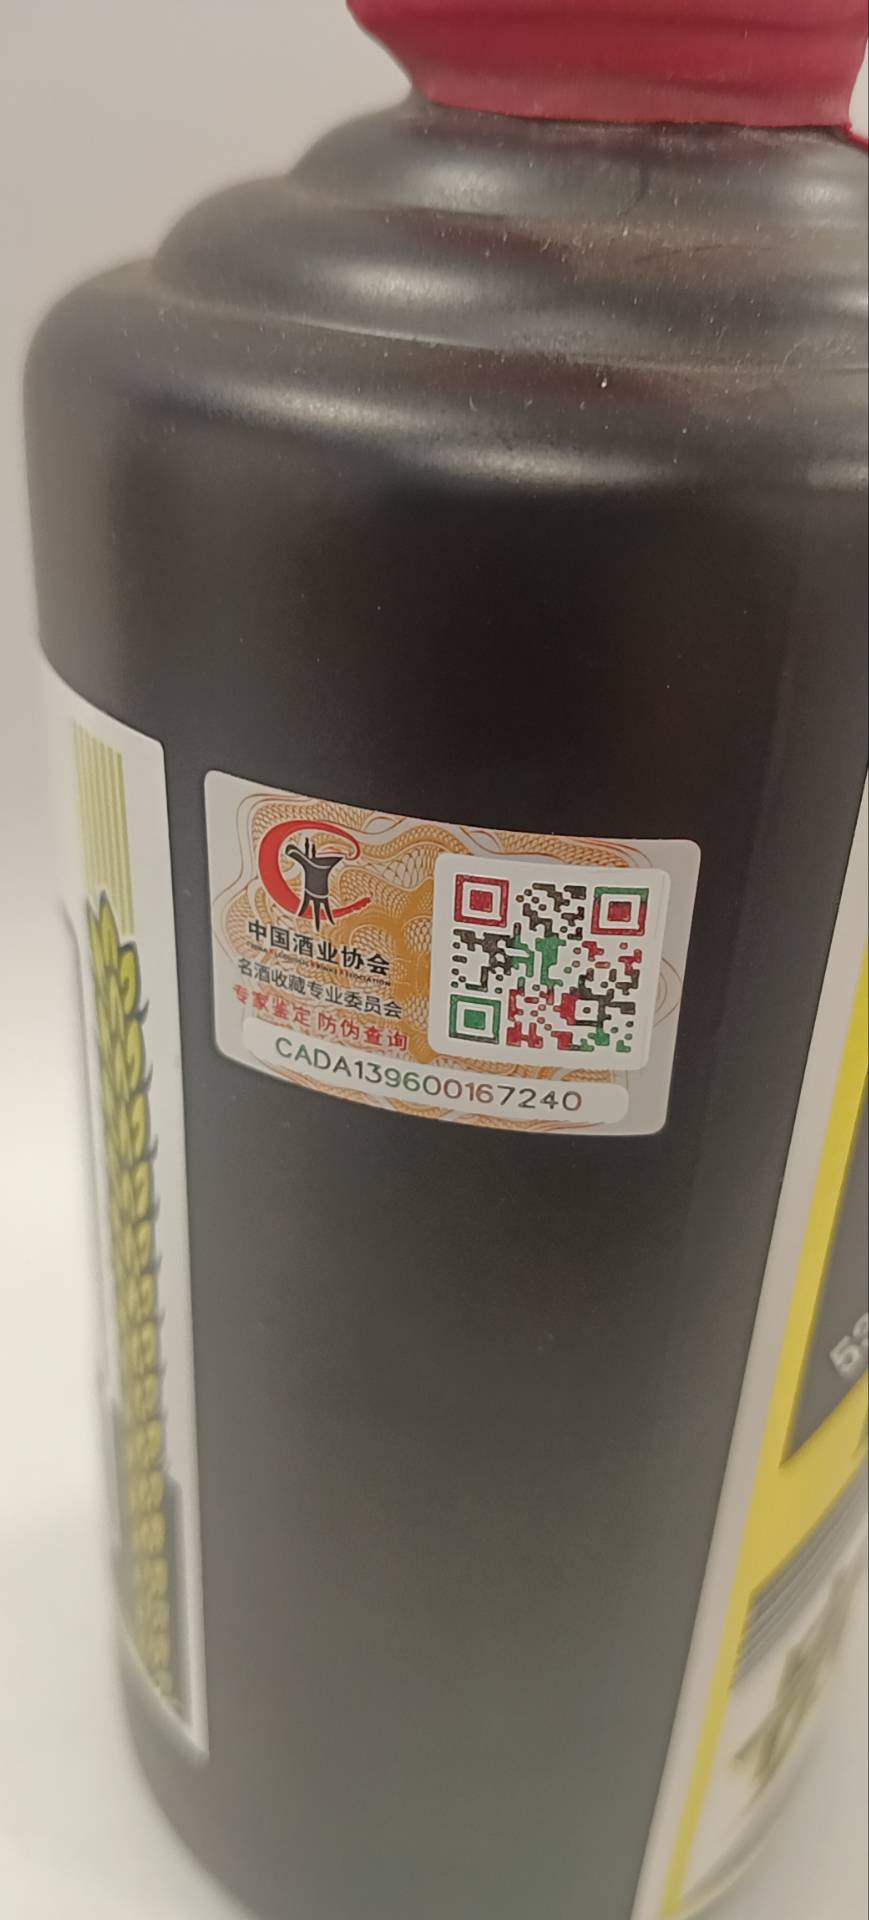 中国酒业协会
名酒收藏专业委员会
专家鉴定 防伪查询
CADA139600167240
53